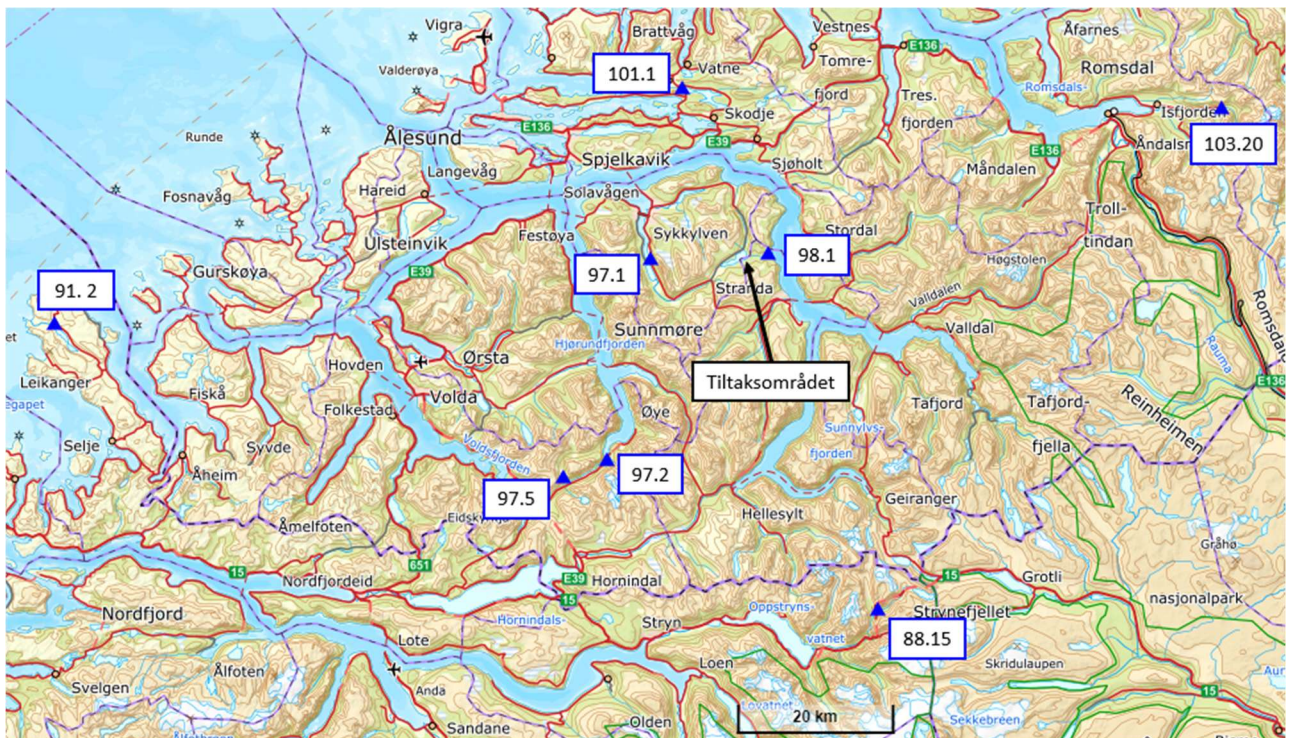 Vigra
Brattvåg
Vestnes
Åfarnes
E136
Valderøya
101.1
Vatne
Tomre-
Romsdal
fjord
Tres.
fjorden
Romsdals-
Isfjorden
Runde
Ålesund
E136
Skodje
E39
Spjelkavik
Sjøholt
E136
103.20
Langevåg
Måndalen
Fosnavåg
Hareid
Solavågen
Troll-
tindan
Ulsteinvik
Festøya
Sykkylven
Stordal
98.1
Høgstolen
Gurskøya
E39
97.1
91. 2
Stranda
Valldalen
Romsdal
Sunnmøre
Valldal
Hjørundfjorden
Rauma
Hovden
Ørsta
Leikanger
Tiltaksområdet
E136
Fiskå
Volda
Reinheimen
Folkestad
Øye
Tafjord
Tafjord-
fjella
Sunnylvs-
fjorden
Selje
Syvde
Voldsfjorden
Åheim
97.2
97.5
Geiranger
Hellesylt
Åmelfoten
Gråhø
651
15
Nordfjordeid
E39
Hornindal
15
15
Grotli
nasjonalpark
Nordfjord
Hornindals-
Oppstryns-
vatnet
Strynefjellet
Stryn
Lote
88.15
Ålfoten
Loen
Skridulaupen
Svelgen
Anda
15
Lovatnet
20 km
Sekkebreen
Sandane
Olden